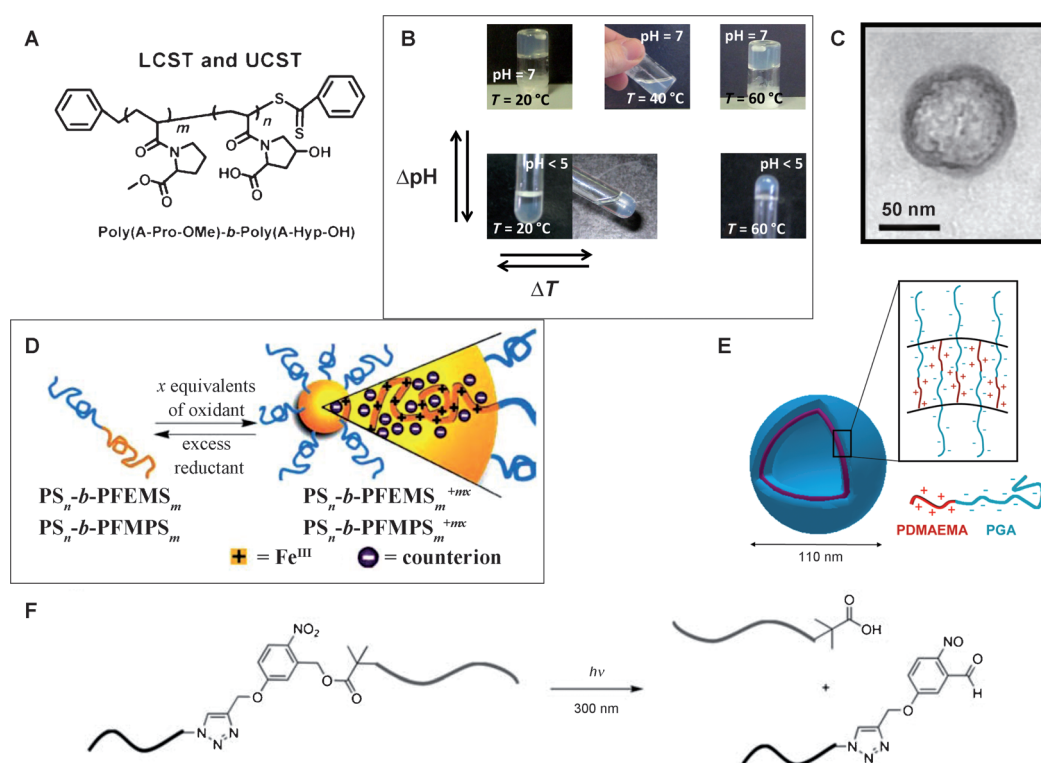 A
LCST and UCST
m
n
S
S
O
N
O
O
O
N
OH
HO
O
Poly(A-Pro-OMe)-b-Poly(A-Hyp-OH)
B
pH = 7
T = 20 °C
pH = 7
T = 40 °C
pH = 7
T = 60 °C
ΔpH
pH < 5
T = 20 °C
pH < 5
T = 60 °C
ΔT
C
50 nm
D
x equivalents
of oxidant
excess
reductant
PSn-b-PFEMSm
PSn-b-PFMPSm
PSn-b-PFEMSm+mx
PSn-b-PFMPSm+mx
+ = FeIII
− = counterion
E
110 nm
PDMAEMA
PGA
F
NO2
O
O
O
N
N
N
hν
300 nm
O
OH
+
NO
O
H
O
N
N
N